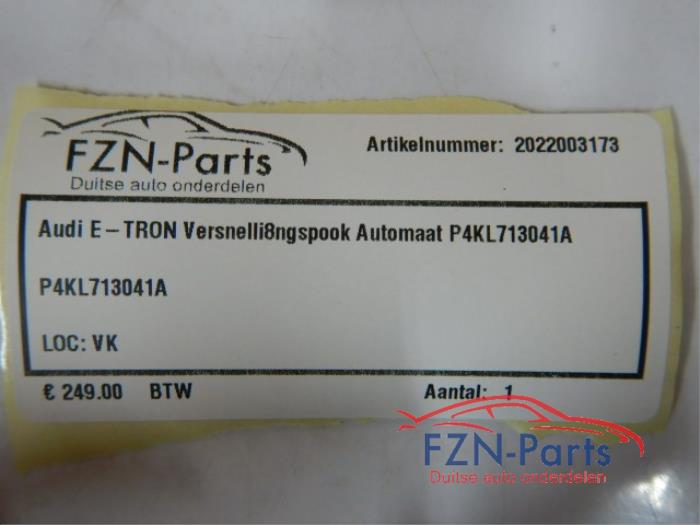 FZN-Parts
Duitse auto onderdelen
Artikelnummer: 2022003173
Audi E-TRON Versnelli8ngspook Automaat P4KL713041A
P4KL713041A
LOC: VK
€ 249.00 BTW
Aantal: 1
FZN-Parts
Duitse auto onderdelen